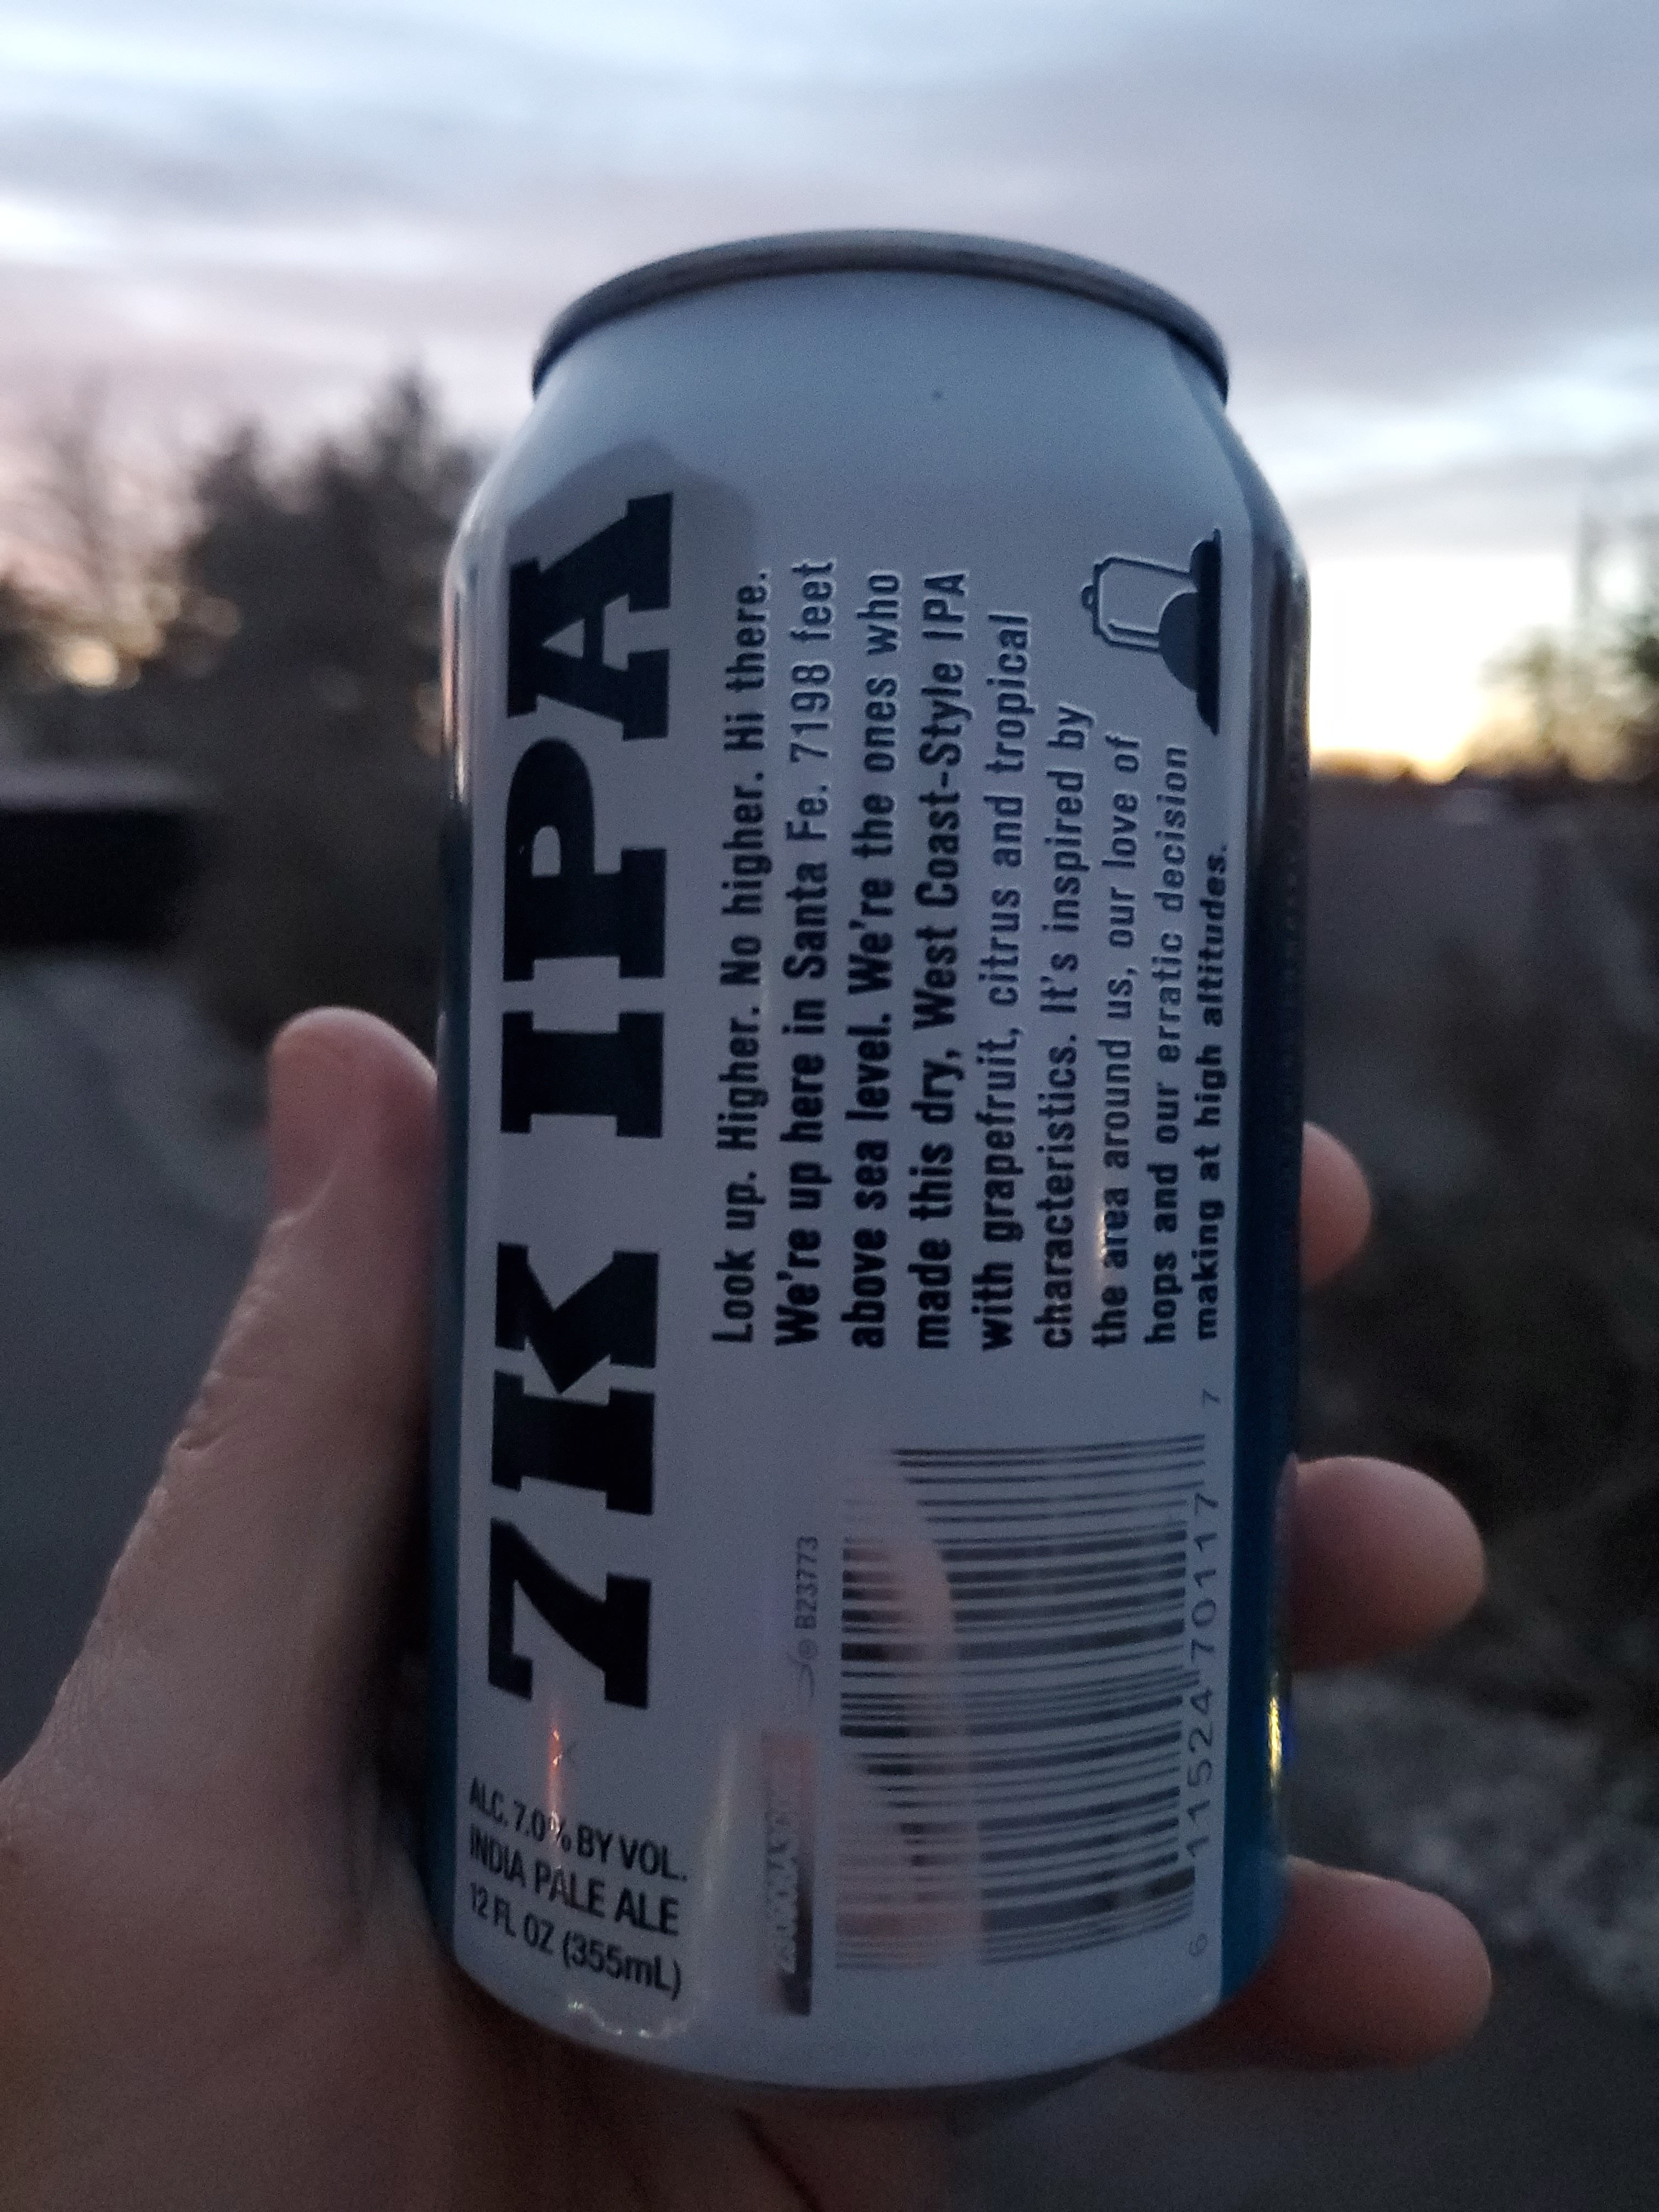 7K IPA
Look up. Higher. No higher. Hi there.
We're up here in Santa Fe. 7198 feet
above sea level. We're the ones who
made this dry, West Coast-Style IPA
with grapefruit, citrus and tropical
characteristics. It's inspired by
the area around us, our love of
hops and our erratic decision
making at high altitudes.
ALC. 7.0% BY VOL.
INDIA PALE ALE
12 FL OZ (355mL)
B23773
6 11524 70117 7